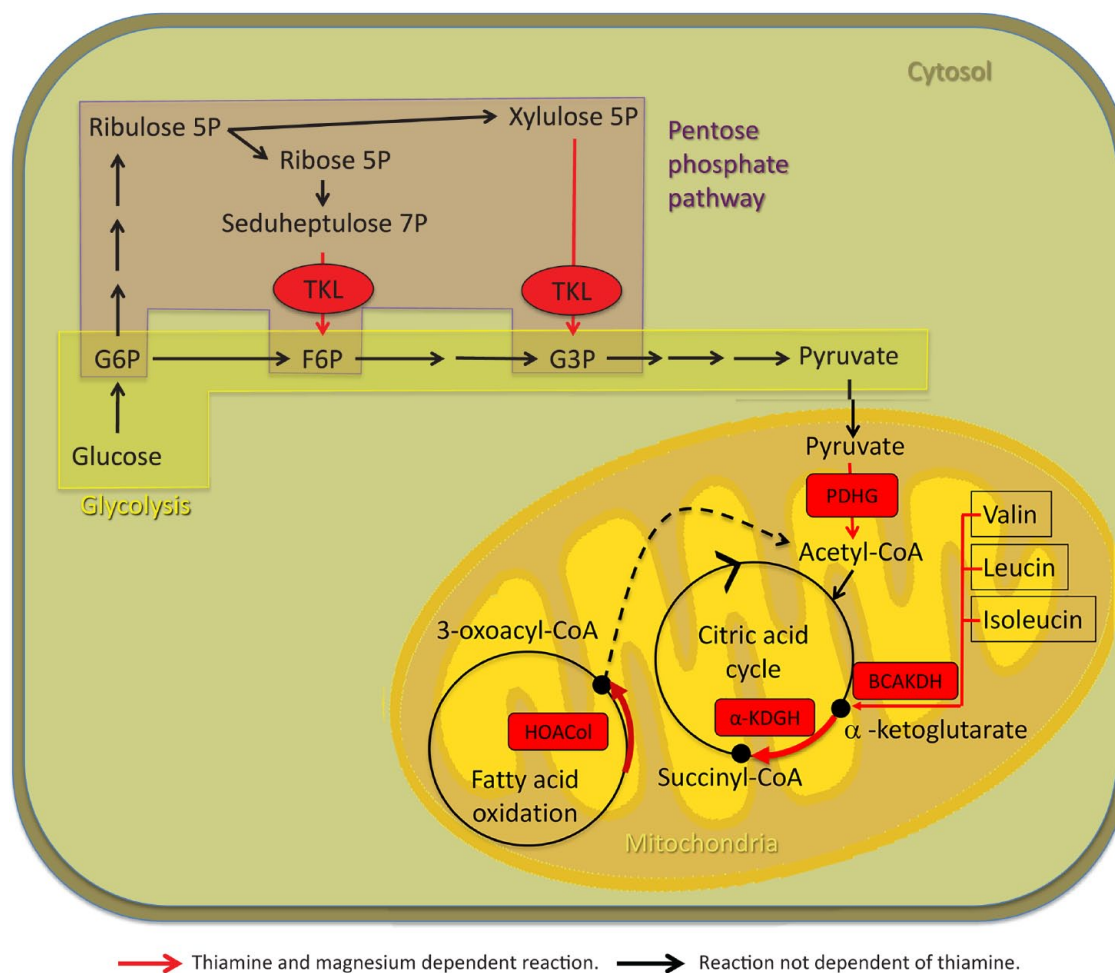 Cytosol
Ribulose 5P
Xylulose 5P
Pentose
phosphate
pathway
Ribose 5P
Seduheptulose 7P
TKL
TKL
G6P
F6P
G3P
Pyruvate
Glucose
Glycolysis
Pyruvate
PDHG
Valin
Acetyl-CoA
Leucin
Isoleucin
3-oxoacyl-CoA
Citric acid
cycle
BCAKDH
α-KDGH
α -ketoglutarate
HOACol
Succinyl-CoA
Fatty acid
oxidation
Mitochondria
Thiamine and magnesium dependent reaction.
Reaction not dependent of thiamine.